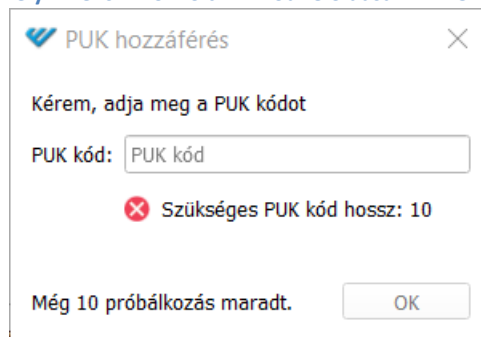 PUK hozzáférés
Kérem, adja meg a PUK kódot
PUK kód: PUK kód
Szükséges PUK kód hossz: 10
Még 10 próbálkozás maradt. OK